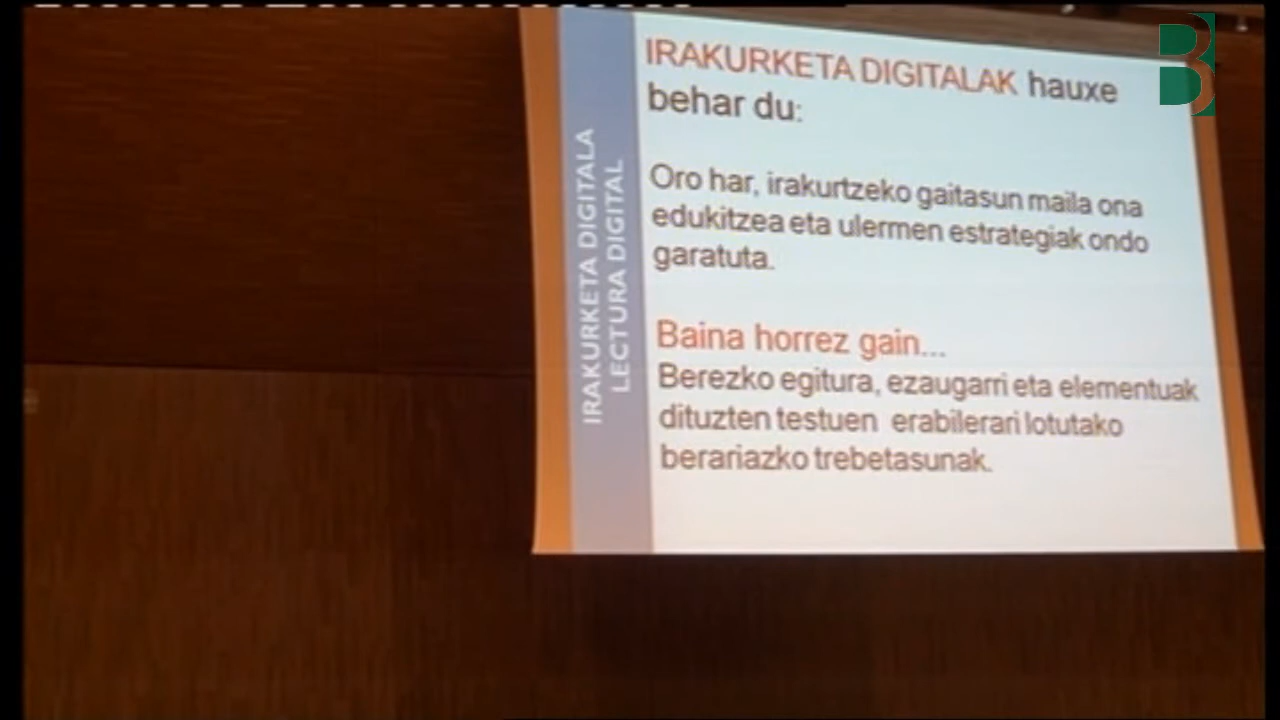 IRAKURKETA DIGITALA
LECTURA DIGITAL
IRAKURKETA DIGITALAK hauxe
behar du:
Oro har, irakurtzeko gaitasun maila ona
edukitzea eta ulermen estrategiak ondo
garatuta.
Baina horrez gain...
Berezko egitura, ezaugarri eta elementuak
dituzten testuen erabilerari lotutako
berariazko trebetasunak.
B